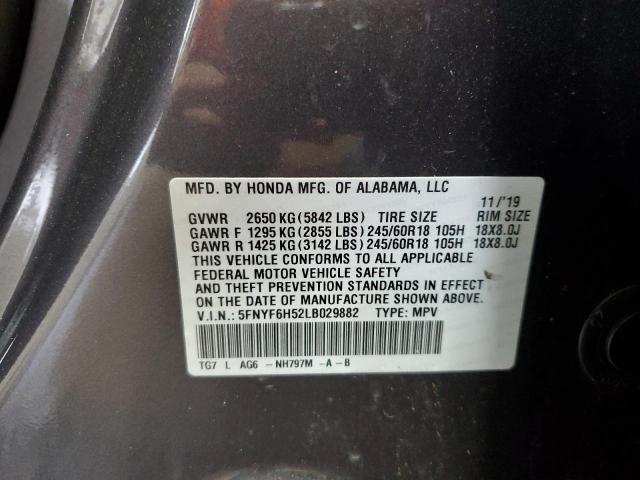 MFD. BY HONDA MFG. OF ALABAMA, LLC
11/'19
GVWR 2650 KG (5842 LBS) TIRE SIZE RIM SIZE
GAWR F 1295 KG (2855 LBS) 245/60R18 105H 18X8.0J
GAWR R 1425 KG (3142 LBS) 245/60R18 105H 18X8.0J
THIS VEHICLE CONFORMS TO ALL APPLICABLE
FEDERAL MOTOR VEHICLE SAFETY
AND THEFT PREVENTION STANDARDS IN EFFECT
ON THE DATE OF MANUFACTURE SHOWN ABOVE.
V.I.N.: 5FNYF6H52LB029882 TYPE: MPV
TG7 L AG6 -NH797M -A -B